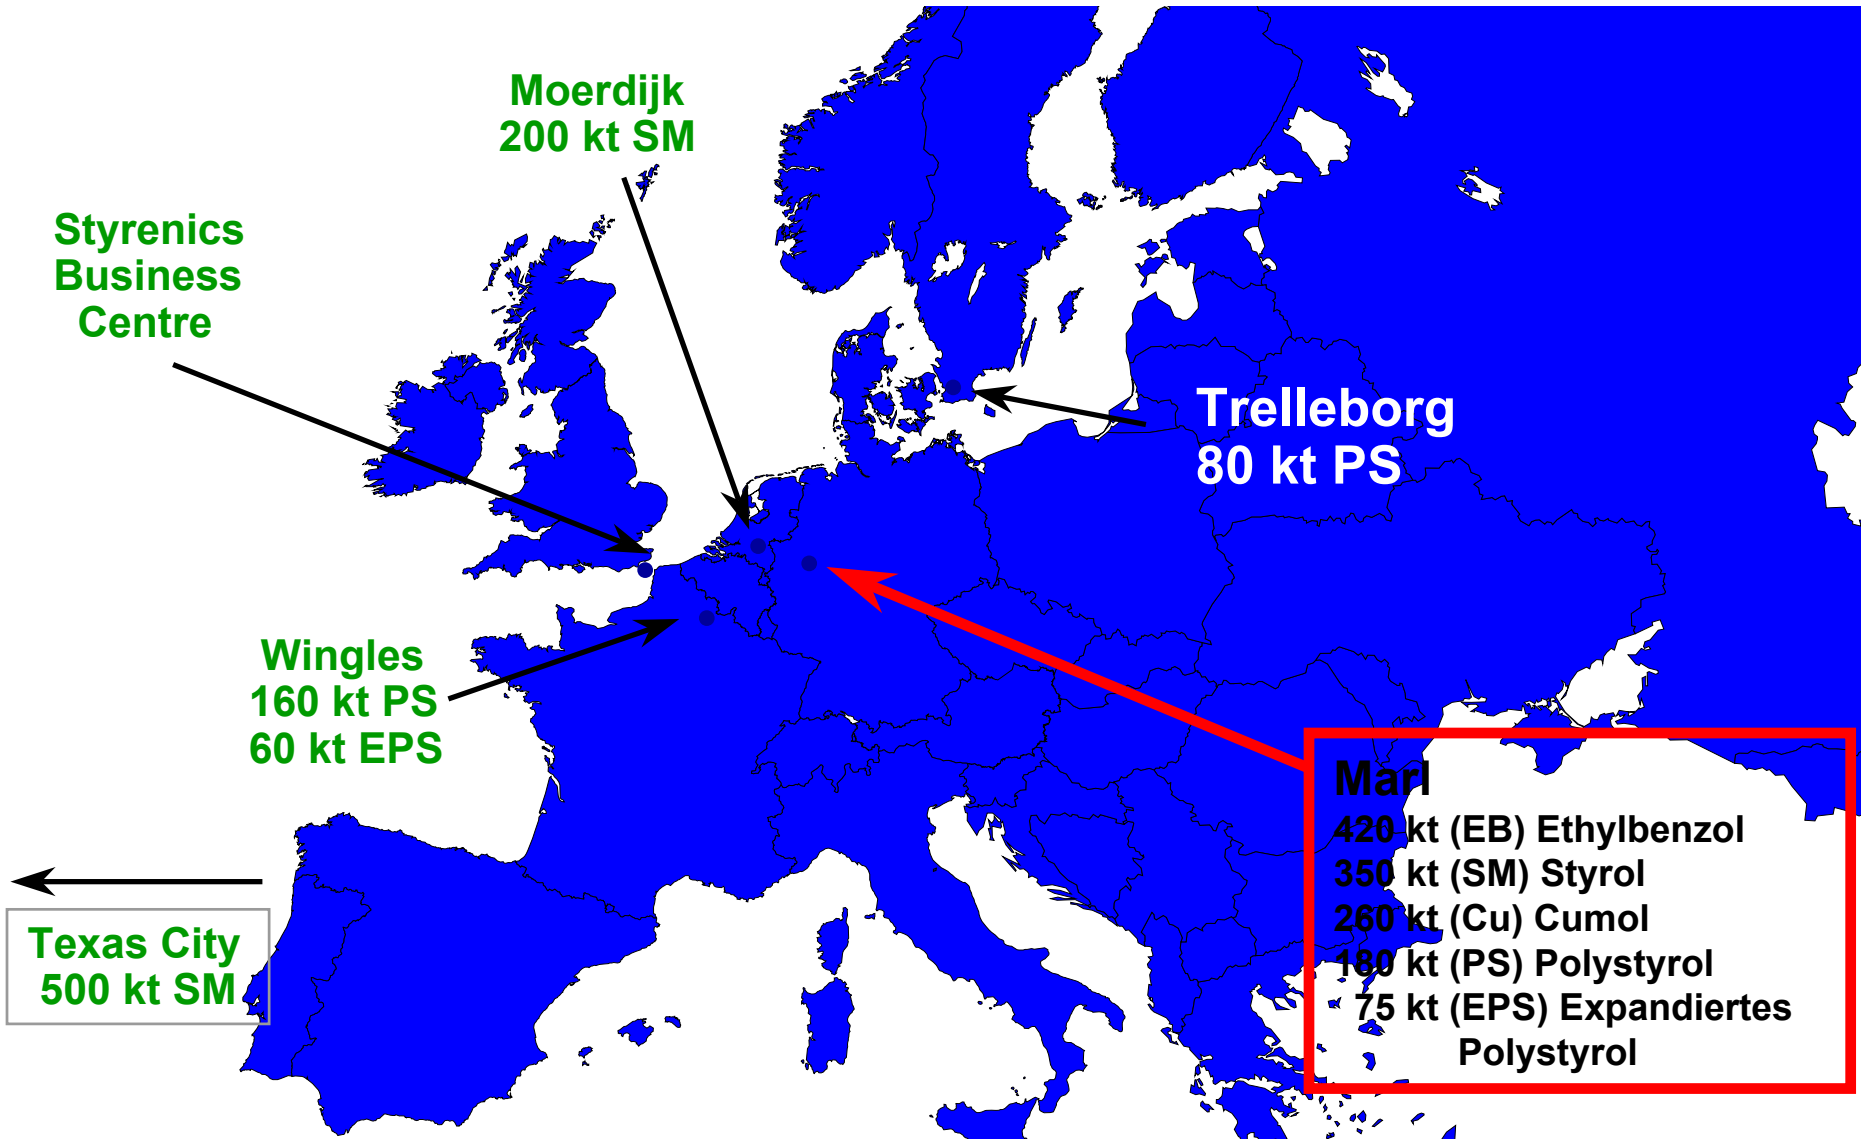 Moerdijk
200 kt SM
Styrenics
Business
Centre
Trelleborg
80 kt PS
Wingles
160 kt PS
60 kt EPS
Marl
420 kt (EB) Ethylbenzol
350 kt (SM) Styrol
260 kt (Cu) Cumol
180 kt (PS) Polystyrol
75 kt (EPS) Expandiertes
Polystyrol
Texas City
500 kt SM